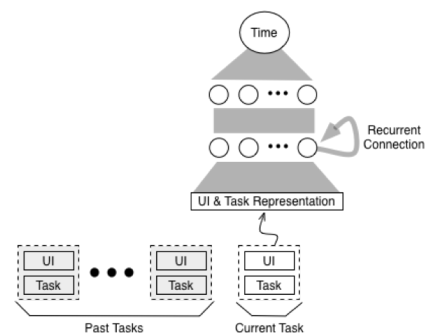 Time
Recurrent
Connection
UI & Task Representation
UI
UI
UI
Task
Task
Task
Past Tasks
Current Task